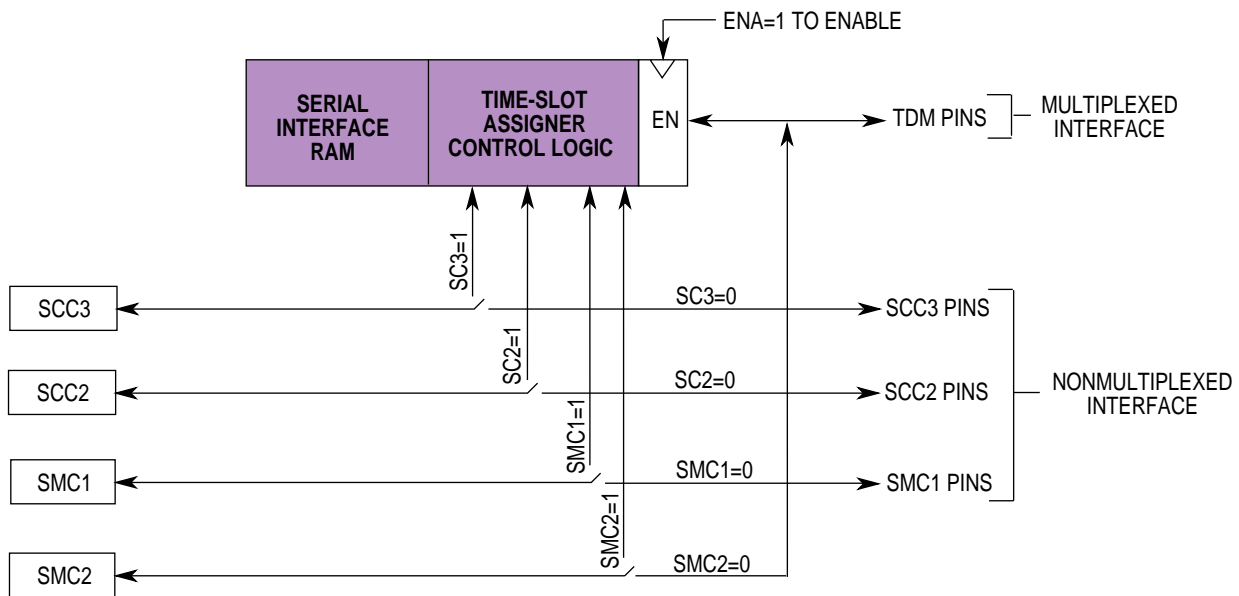 ENA=1 TO ENABLE
SERIAL
INTERFACE
RAM
TIME-SLOT
ASSIGNER
CONTROL LOGIC
EN
TDM PINS
MULTIPLEXED
INTERFACE
SC3=1
SCC3
SC3=0
SCC3 PINS
SC2=1
SCC2
SC2=0
SCC2 PINS
NONMULTIPLEXED
INTERFACE
SMC1=1
SMC1
SMC1=0
SMC1 PINS
SMC2=1
SMC2
SMC2=0